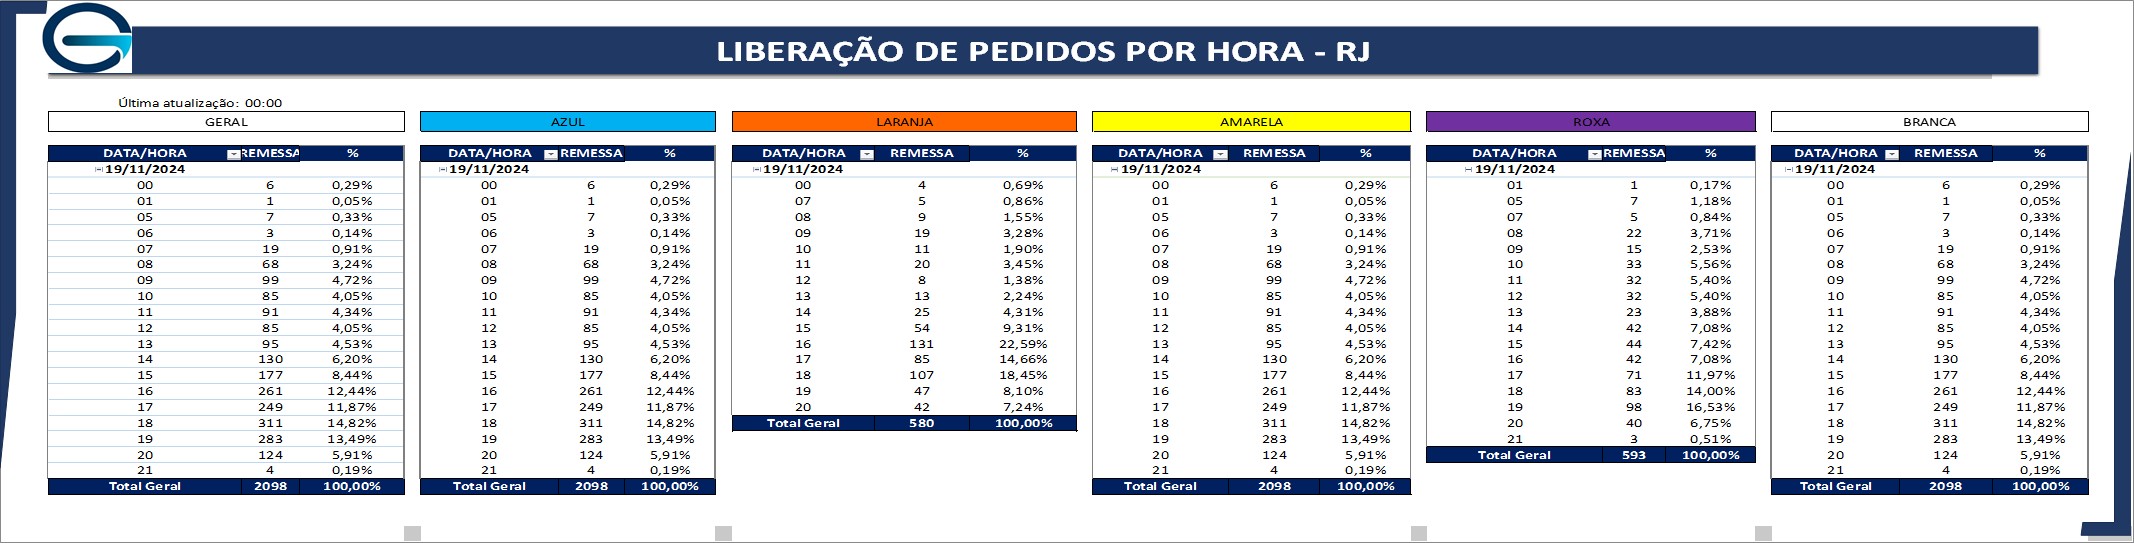 LIBERAÇÃO DE PEDIDOS POR HORA - RJ
Última atualização: 00:00
GERAL
DATA/HORA REMESSA %
19/11/2024
00 6 0,29%
01 1 0,05%
05 7 0,33%
06 3 0,14%
07 19 0,91%
08 68 3,24%
09 99 4,72%
10 85 4,05%
11 91 4,34%
12 85 4,05%
13 95 4,53%
14 130 6,20%
15 177 8,44%
16 261 12,44%
17 249 11,87%
18 311 14,82%
19 283 13,49%
20 124 5,91%
21 4 0,19%
Total Geral 2098 100,00%
AZUL
DATA/HORA REMESSA %
19/11/2024
00 6 0,29%
01 1 0,05%
05 7 0,33%
06 3 0,14%
07 19 0,91%
08 68 3,24%
09 99 4,72%
10 85 4,05%
11 91 4,34%
12 85 4,05%
13 95 4,53%
14 130 6,20%
15 177 8,44%
16 261 12,44%
17 249 11,87%
18 311 14,82%
19 283 13,49%
20 124 5,91%
21 4 0,19%
Total Geral 2098 100,00%
LARANJA
DATA/HORA REMESSA %
19/11/2024
00 4 0,69%
07 5 0,86%
08 9 1,55%
09 19 3,28%
10 11 1,90%
11 20 3,45%
12 8 1,38%
13 13 2,24%
14 25 4,31%
15 54 9,31%
16 131 22,59%
17 85 14,66%
18 107 18,45%
19 47 8,10%
20 42 7,24%
Total Geral 580 100,00%
AMARELA
DATA/HORA REMESSA %
19/11/2024
00 6 0,29%
01 1 0,05%
05 7 0,33%
06 3 0,14%
07 19 0,91%
08 68 3,24%
09 99 4,72%
10 85 4,05%
11 91 4,34%
12 85 4,05%
13 95 4,53%
14 130 6,20%
15 177 8,44%
16 261 12,44%
17 249 11,87%
18 311 14,82%
19 283 13,49%
20 124 5,91%
21 4 0,19%
Total Geral 2098 100,00%
ROXA
DATA/HORA REMESSA %
19/11/2024
01 1 0,17%
05 7 1,18%
07 5 0,84%
08 22 3,71%
09 15 2,53%
10 33 5,56%
11 32 5,40%
12 32 5,40%
13 23 3,88%
14 42 7,08%
15 44 7,42%
16 42 7,08%
17 71 11,97%
18 83 14,00%
19 98 16,53%
20 40 6,75%
21 3 0,51%
Total Geral 593 100,00%
BRANCA
DATA/HORA REMESSA %
19/11/2024
00 6 0,29%
01 1 0,05%
05 7 0,33%
06 3 0,14%
07 19 0,91%
08 68 3,24%
09 99 4,72%
10 85 4,05%
11 91 4,34%
12 85 4,05%
13 95 4,53%
14 130 6,20%
15 177 8,44%
16 261 12,44%
17 249 11,87%
18 311 14,82%
19 283 13,49%
20 124 5,91%
21 4 0,19%
Total Geral 2098 100,00%